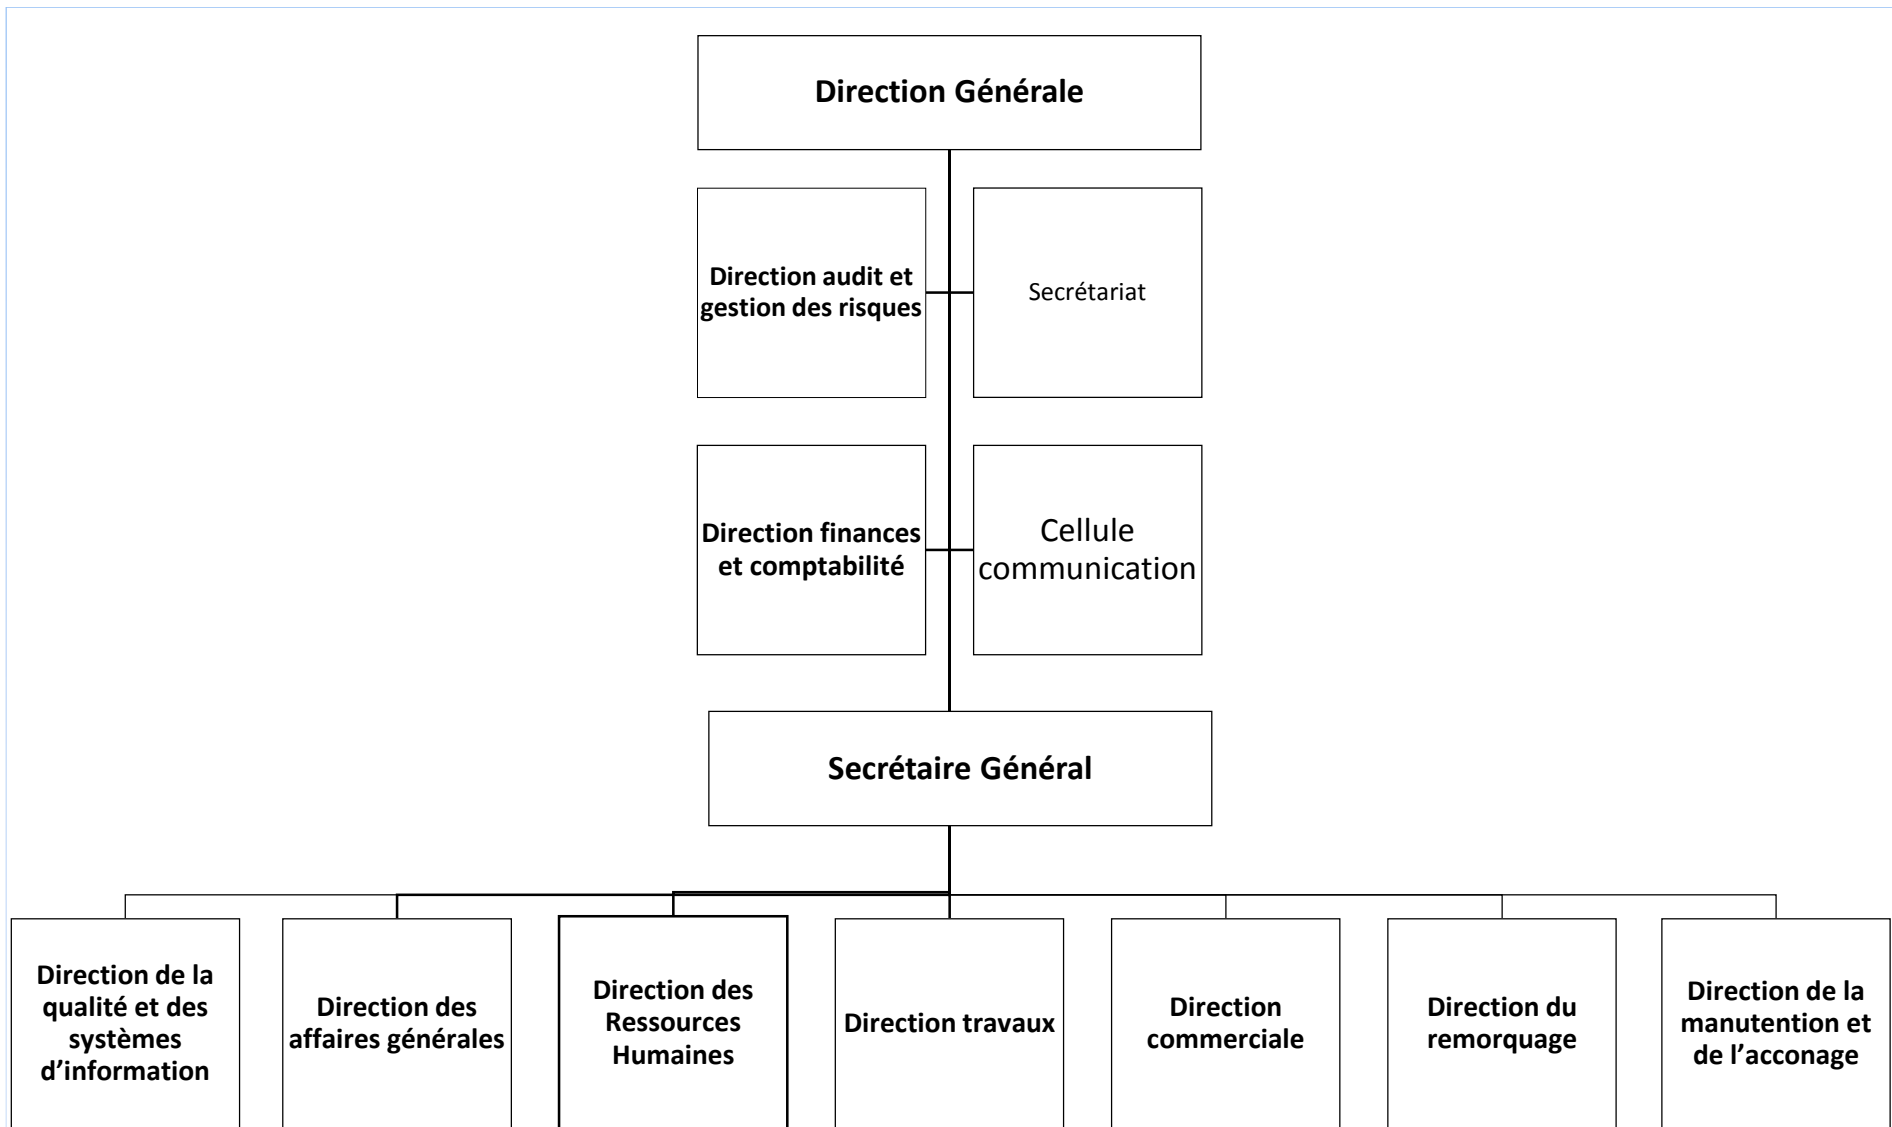 Direction Générale
Direction audit et
gestion des risques
Secrétariat
Direction finances
et comptabilité
Cellule
communication
Secrétaire Général
Direction de la
qualité et des
systèmes
d'information
Direction des
affaires générales
Direction des
Ressources
Humaines
Direction travaux
Direction
commerciale
Direction du
remorquage
Direction de la
manutention et
de l’acconage